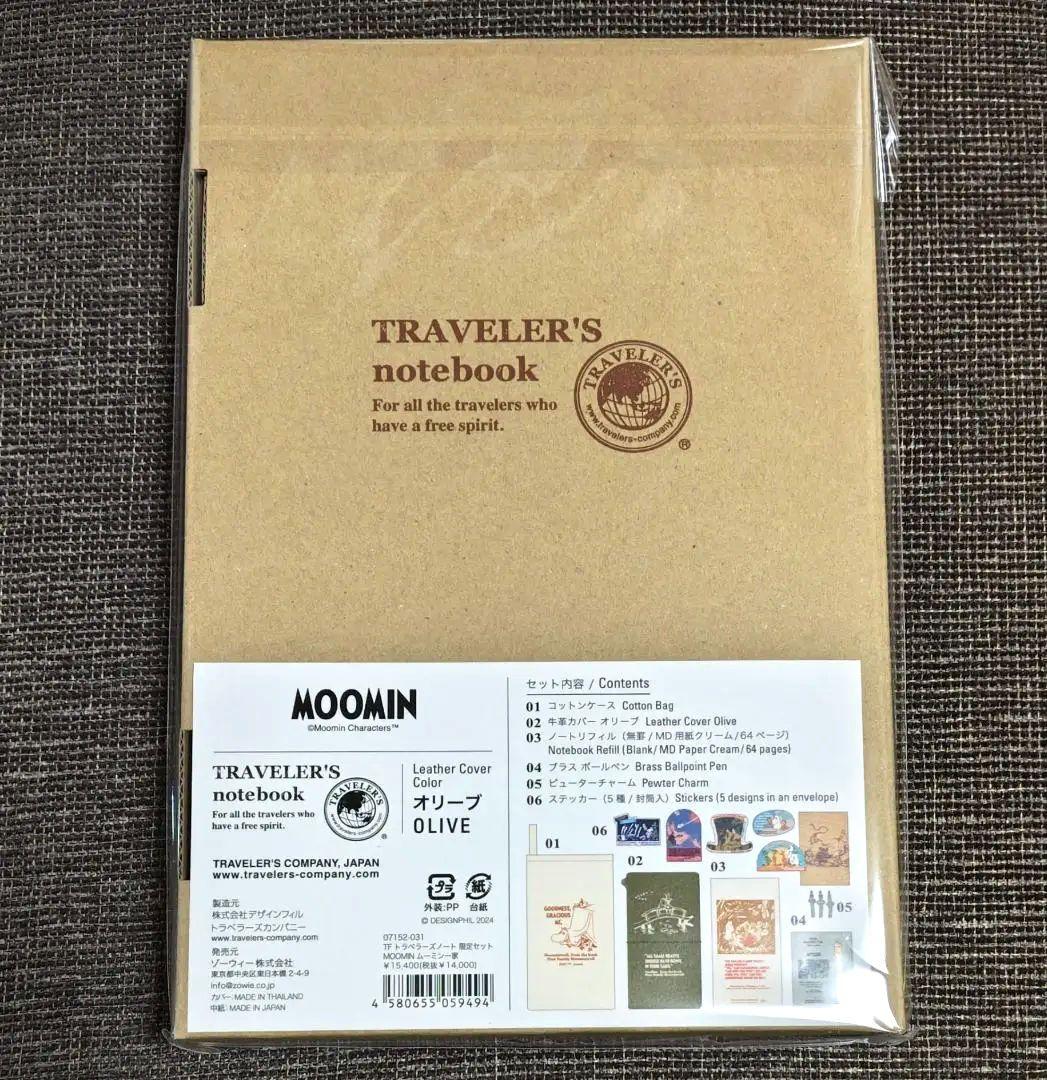 TRAVELER'S
notebook
For all the travelers who
have a free spirit.
TRAVELER'S
www.travelers-company.com
®
MOOMIN
©Moomin Characters™
TRAVELER'S
notebook
For all the travelers who
have a free spirit.
TRAVELER'S
www.travelers-company.com
®
Leather Cover
Color
オリーブ
OLIVE
TRAVELER'S COMPANY, JAPAN
www.travelers-company.com
製造元
株式会社デザインフィル
トラベラーズカンパニー
www.travelers-company.com
発売元
ゾーウィー株式会社
東京都中央区東日本橋 2-4-9
info@zowie.co.jp
カバー: MADE IN THAILAND
中紙: MADE IN JAPAN
プラ 紙
外装:PP 台紙
© DESIGNPHIL 2024
07152-031
TF トラベラーズノート 限定セット
MOOMIN ムーミン一家
¥15,400(税抜¥14,000)
4 580655 059494
セット内容 / Contents
01 コットンケース Cotton Bag
02 牛革カバー オリーブ Leather Cover Olive
03 ノートリフィル (無罫 / MD 用紙クリーム / 64 ページ)
Notebook Refill (Blank/ MD Paper Cream/ 64 pages)
04 ブラス ボールペン Brass Ballpoint Pen
05 ピューターチャーム Pewter Charm
06 ステッカー (5 種 / 封筒入) Stickers (5 designs in an envelope)
01
06
02
03
04
05
GOODNESS,
GRACIOUS
ME,